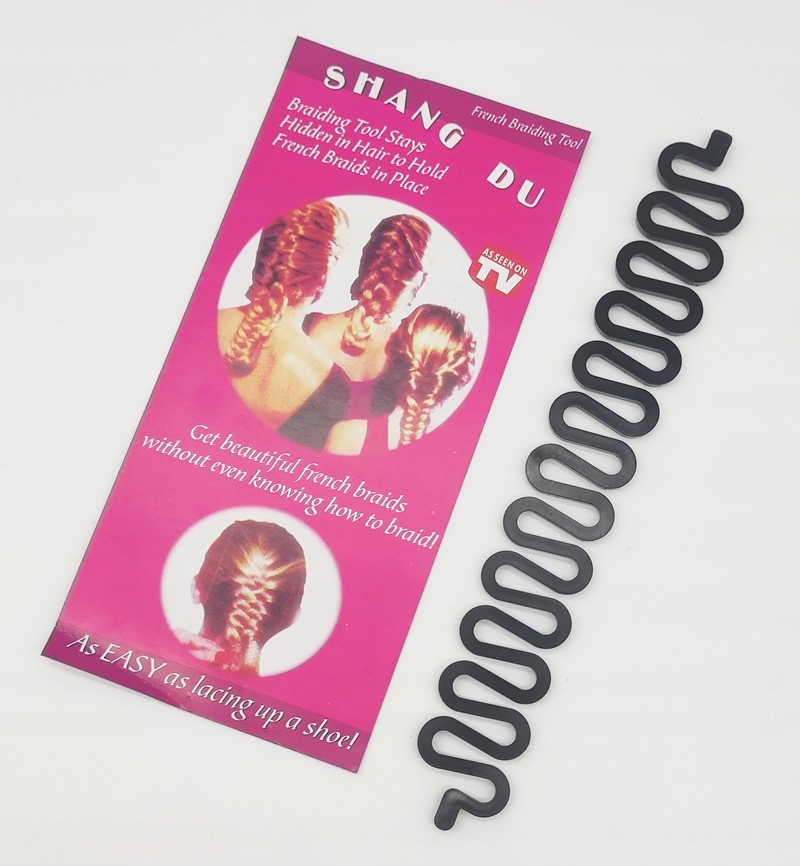 SHANG DU
French Braiding Tool
Braiding Tool Stays
Hidden in Hair to Hold
French Braids in Place
AS SEEN ON
TV
Get beautiful french braids
without even knowing how to braid!
As EASY as lacing up a shoe!